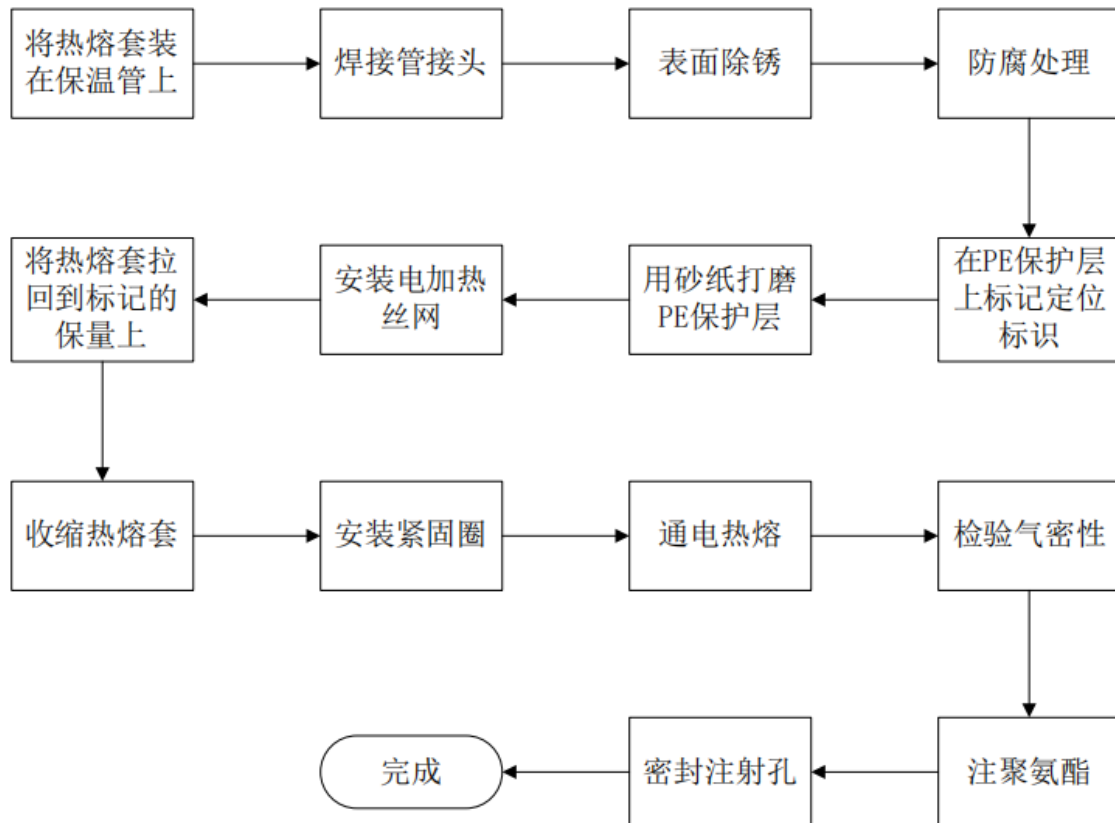 将热熔套装
在保温管上
焊接管接头
表面除锈
防腐处理
在PE保护层
上标记定位
标识
用砂纸打磨
PE保护层
安装电加热
丝网
将热熔套拉
回到标记的
保量上
收缩热熔套
安装紧固圈
通电热熔
检验气密性
注聚氨酯
密封注射孔
完成